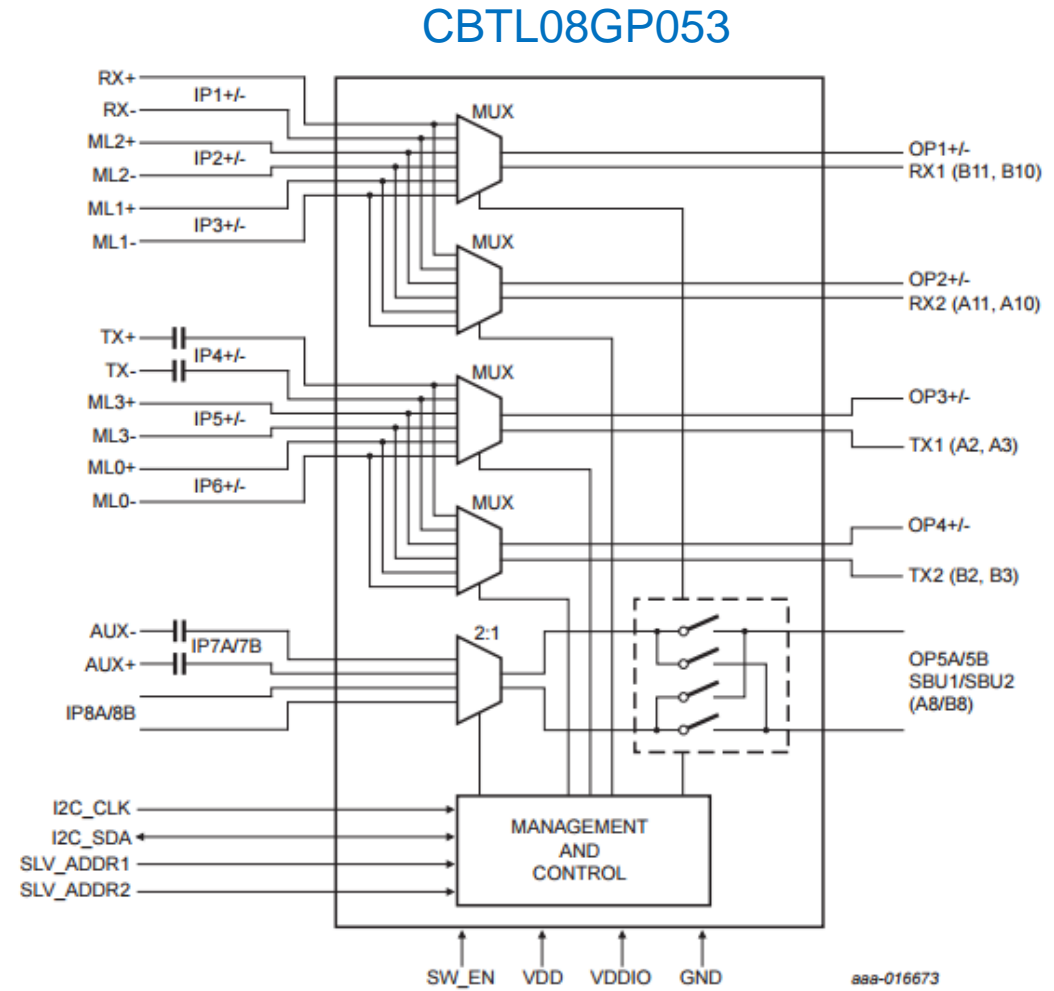 CBTL08GP053
RX+
IP1+/-
RX-
ML2+
IP2+/-
ML2-
ML1+
IP3+/-
ML1-
MUX
OP1+/-
RX1 (B11, B10)
MUX
OP2+/-
RX2 (A11, A10)
TX+
IP4+/-
TX-
ML3+
IP5+/-
ML3-
ML0+
IP6+/-
ML0-
MUX
OP3+/-
TX1 (A2, A3)
MUX
OP4+/-
TX2 (B2, B3)
AUX-
IP7A/7B
AUX+
IP8A/8B
2:1
OP5A/5B
SBU1/SBU2
(A8/B8)
I2C_CLK
I2C_SDA
SLV_ADDR1
SLV_ADDR2
MANAGEMENT
AND
CONTROL
SW_EN VDD VDDIO GND
aaa-016673